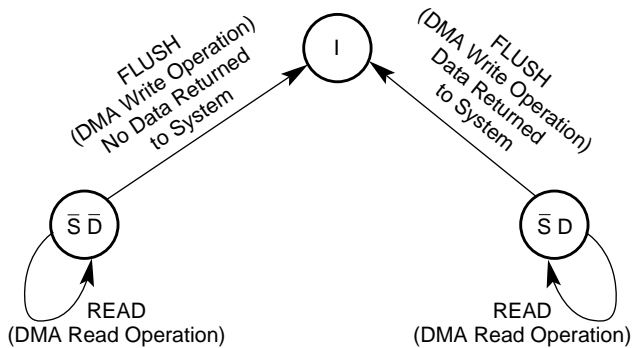 FLUSH
(DMA Write Operation)
No Data Returned
to System
I
FLUSH
(DMA Write Operation)
Data Returned
to System
S̅ D̅
S̅ D
READ
(DMA Read Operation)
READ
(DMA Read Operation)